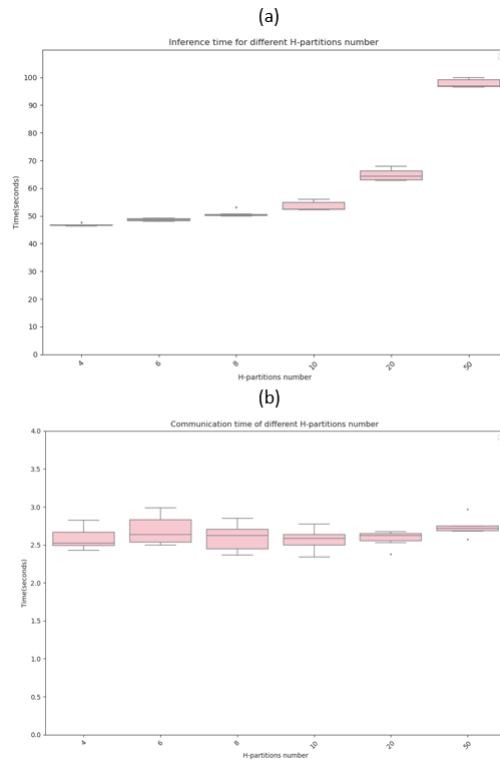 (a)
Inference time for different H-partitions number
100
90
80
70
60
50
40
30
20
10
0
Time(seconds)
4 6 8 10 20 50
H-partitions number
(b)
Communication time of different H-partitions number
4.0
3.5
3.0
2.5
2.0
1.5
1.0
0.5
0.0
Time(seconds)
4 6 8 10 20 50
H-partitions number